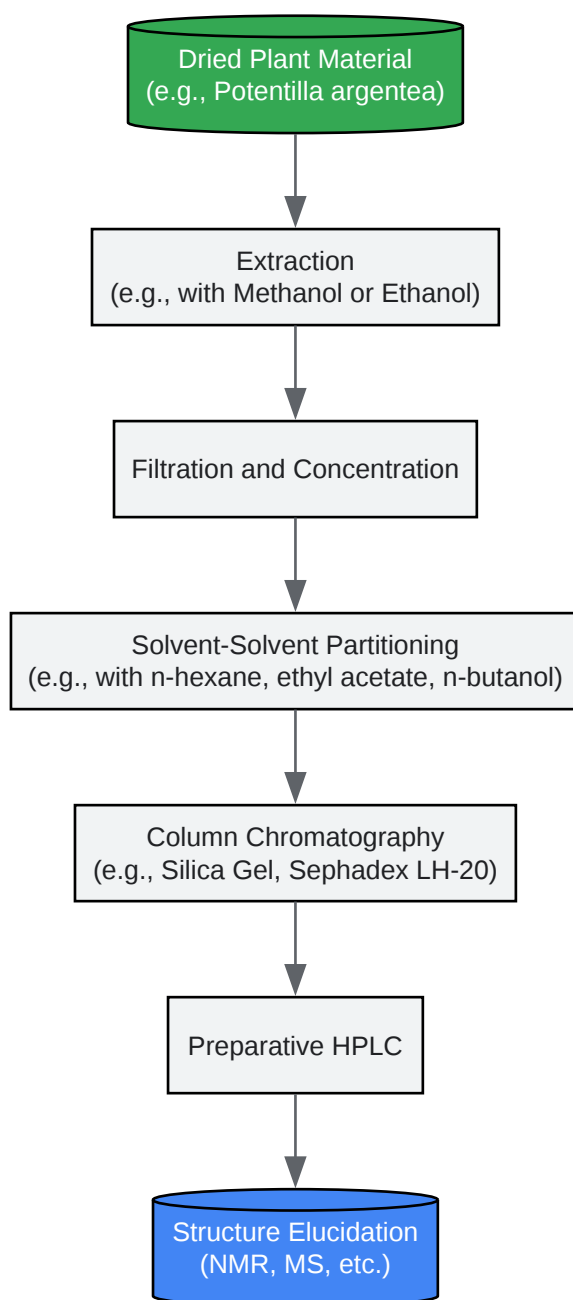 Dried Plant Material
(e.g., Potentilla argentea)
Extraction
(e.g., with Methanol or Ethanol)
Filtration and Concentration
Solvent-Solvent Partitioning
(e.g., with n-hexane, ethyl acetate, n-butanol)
Column Chromatography
(e.g., Silica Gel, Sephadex LH-20)
Preparative HPLC
Structure Elucidation
(NMR, MS, etc.)